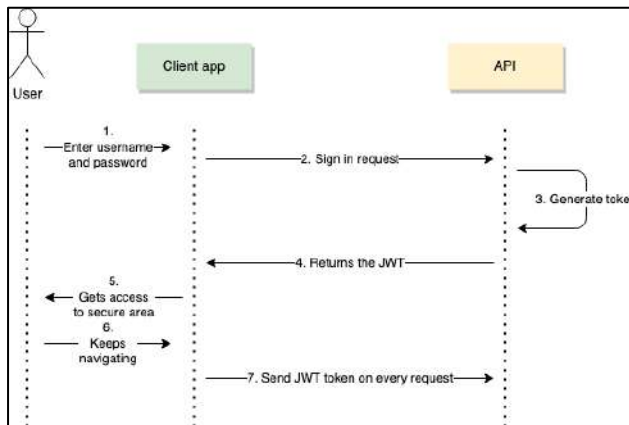 Client app
API
User
1.
Enter username
and password
2. Sign in request
3. Generate token
4. Returns the JWT
5.
Gets access
to secure area
6.
Keeps
navigating
7. Send JWT token on every request